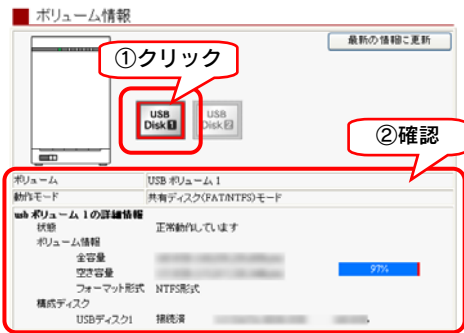 ボリューム情報
最新の情報に更新
①クリック
USB Disk 1
USB Disk 2
②確認
ボリューム USB ボリューム 1
動作モード 共有ディスク(FAT/NTFS)モード
usb ボリューム 1の詳細情報
状態 正常動作しています
ボリューム情報
全容量
空き容量 97%
フォーマット形式 NTFS形式
構成ディスク
USBディスク1 接続済